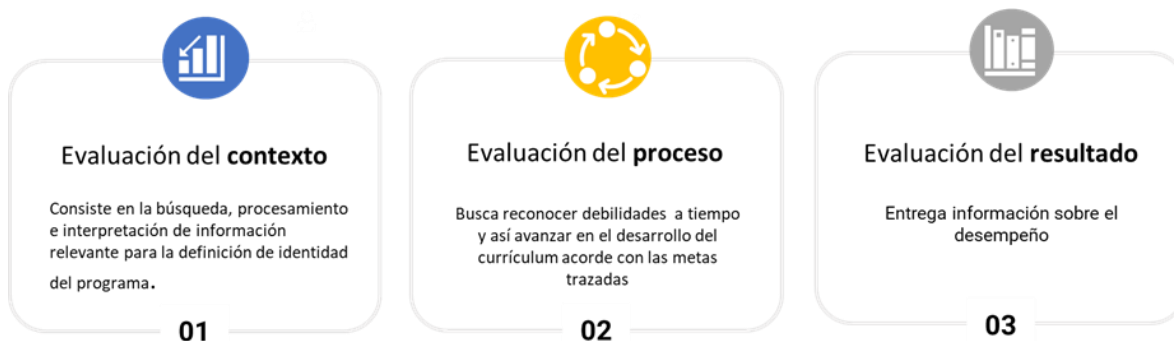 Evaluación del contexto
Consiste en la búsqueda, procesamiento
e interpretación de información
relevante para la definición de identidad
del programa.
01
Evaluación del proceso
Busca reconocer debilidades a tiempo
y así avanzar en el desarrollo del
currículum acorde con las metas
trazadas
02
Evaluación del resultado
Entrega información sobre el
desempeño
03